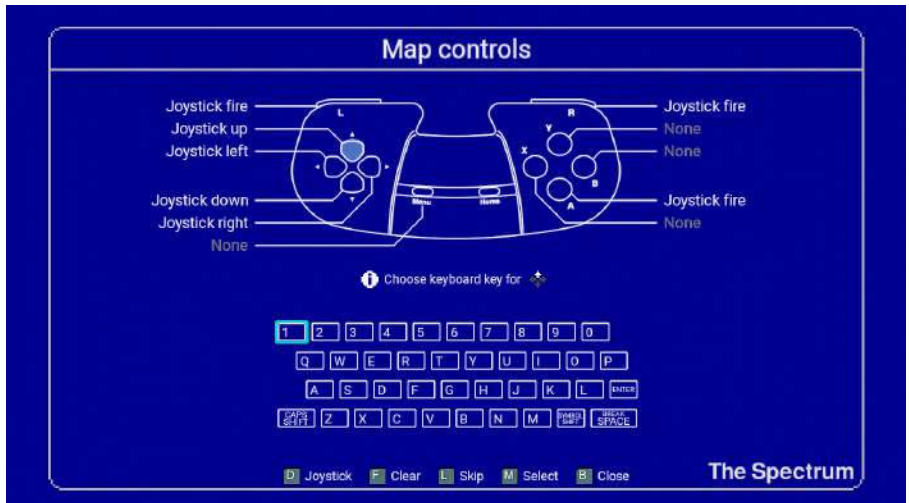 Map controls
L
R
Joystick fire
Joystick fire
Joystick up
Y
None
Joystick left
X
None
B
Joystick down
Menu
Home
A
Joystick fire
Joystick right
None
None
Choose keyboard key for
1 2 3 4 5 6 7 8 9 0
Q W E R T Y U I O P
A S D F G H J K L ENTER
CAPS SHIFT Z X C V B N M SYMBOL SHIFT BREAK SPACE
D Joystick F Clear L Skip M Select B Close
The Spectrum